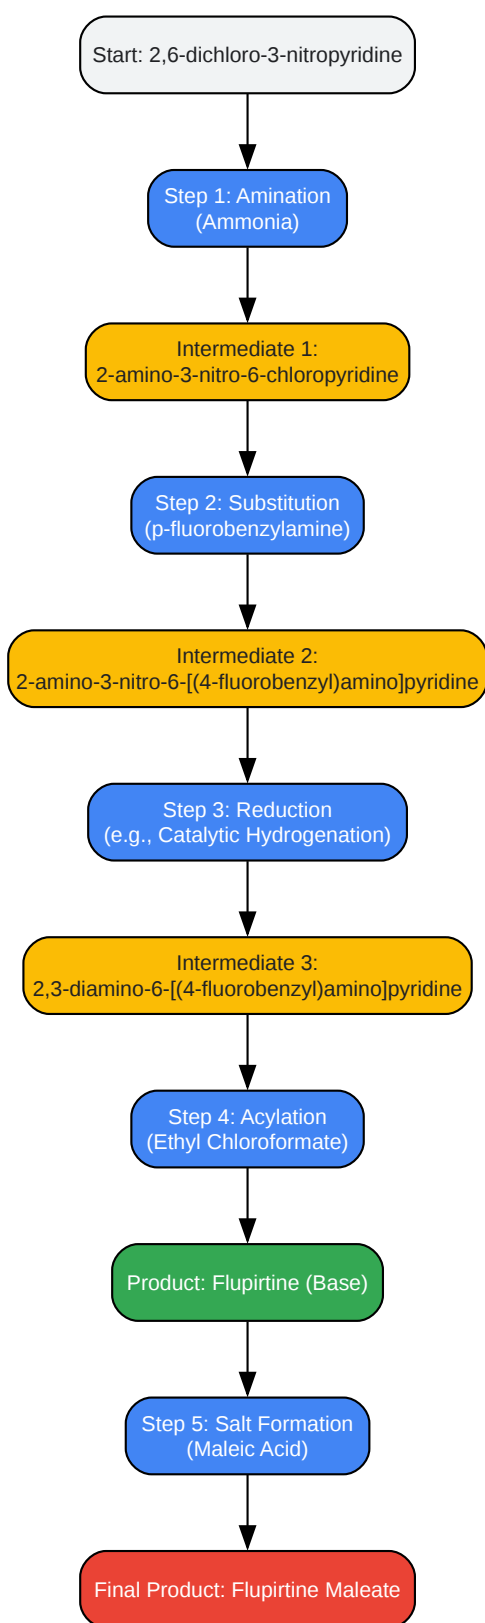 Start: 2,6-dichloro-3-nitropyridine
Step 1: Amination
(Ammonia)
Intermediate 1:
2-amino-3-nitro-6-chloropyridine
Step 2: Substitution
(p-fluorobenzylamine)
Intermediate 2:
2-amino-3-nitro-6-[(4-fluorobenzyl)amino]pyridine
Step 3: Reduction
(e.g., Catalytic Hydrogenation)
Intermediate 3:
2,3-diamino-6-[(4-fluorobenzyl)amino]pyridine
Step 4: Acylation
(Ethyl Chloroformate)
Product: Flupirtine (Base)
Step 5: Salt Formation
(Maleic Acid)
Final Product: Flupirtine Maleate